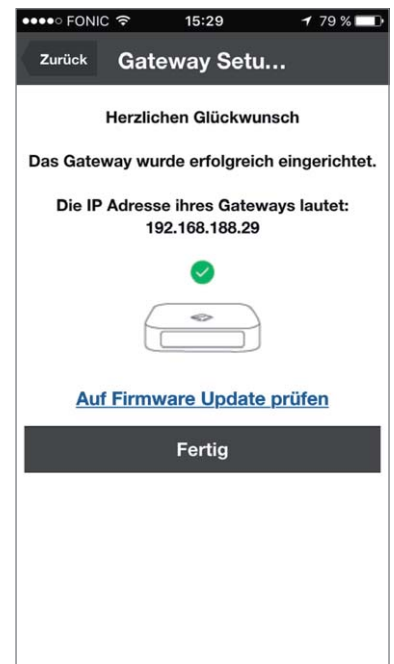 FONIC 15:29 79 %
Zurück Gateway Setu...
Herzlichen Glückwunsch
Das Gateway wurde erfolgreich eingerichtet.
Die IP Adresse ihres Gateways lautet:
192.168.188.29
Auf Firmware Update prüfen
Fertig